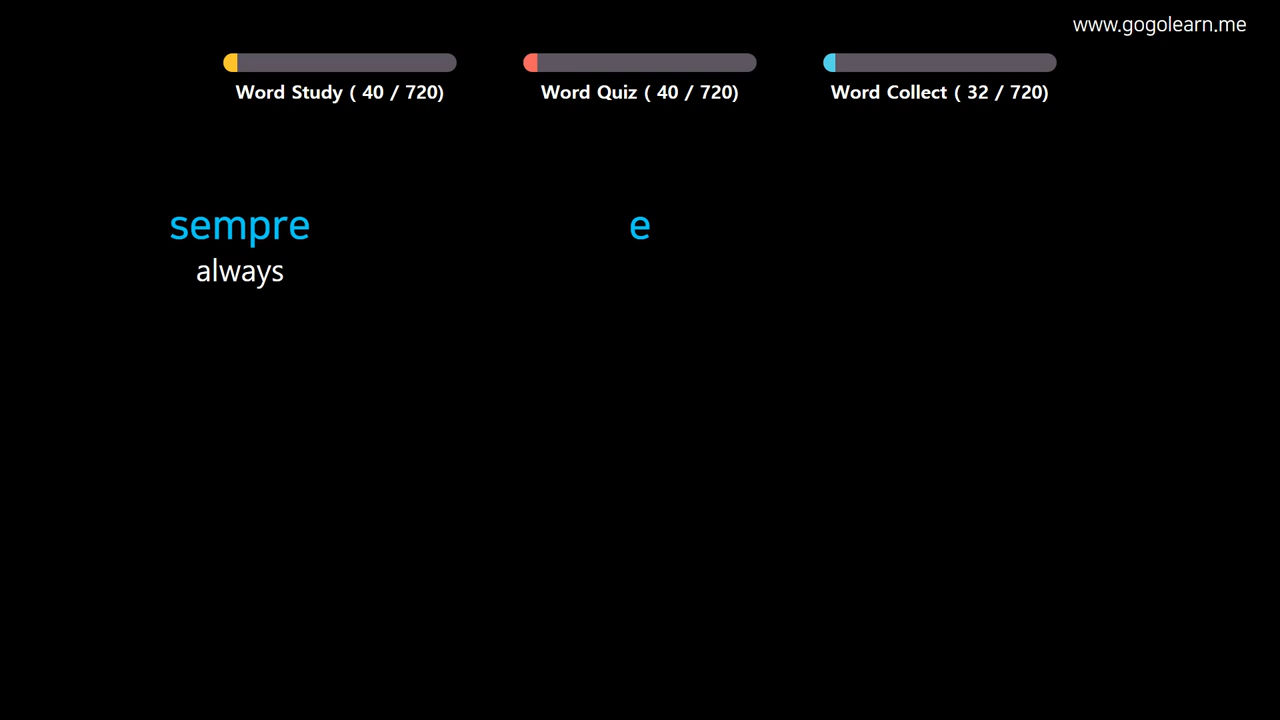 www.gogolearn.me
Word Study ( 40 / 720)
Word Quiz ( 40 / 720)
Word Collect ( 32 / 720)
sempre
always
e